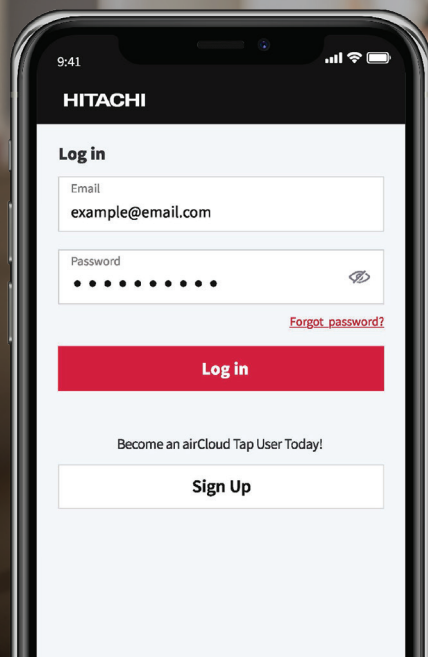 9:41
HITACHI
Log in
Email
example@email.com
Password
Forgot password?
Log in
Become an airCloud Tap User Today!
Sign Up